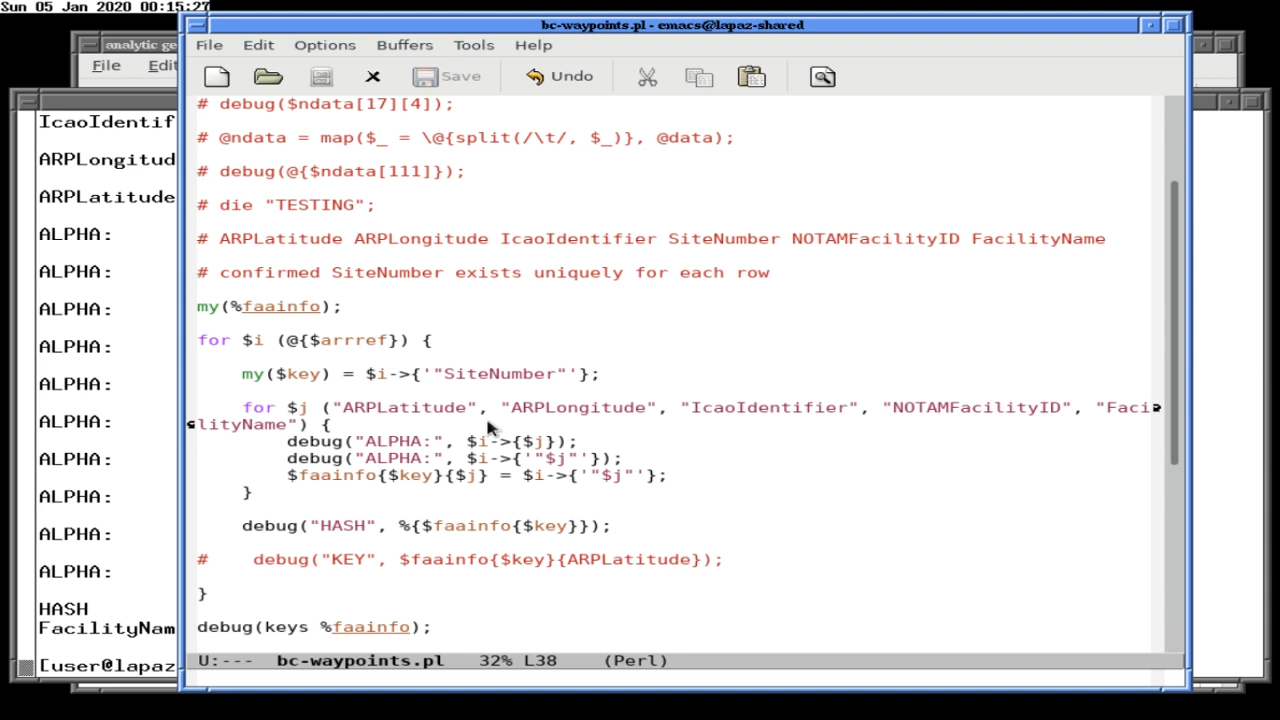 Sun 05 Jan 2020 00:15:27
bc-waypoints.pl - emacs@lapaz-shared
analytic ge
File Edit
File Edit Options Buffers Tools Help
Save Undo
IcaoIdentif
ARPLongitud
ARPLatitude
ALPHA:
ALPHA:
ALPHA:
ALPHA:
ALPHA:
ALPHA:
ALPHA:
ALPHA:
ALPHA:
ALPHA:
HASH
FacilityNam
[user@lapaz
# debug($ndata[17][4]);
# @ndata = map($_ = \@{split(/\t/, $_)}, @data);
# debug(@{$ndata[111]});
# die "TESTING";
# ARPLatitude ARPLongitude IcaoIdentifier SiteNumber NOTAMFacilityID FacilityName
# confirmed SiteNumber exists uniquely for each row
my(%faainfo);
for $i (@{$arrref}) {
my($key) = $i->{'"SiteNumber"'};
for $j ("ARPLatitude", "ARPLongitude", "IcaoIdentifier", "NOTAMFacilityID", "Faci
lityName") {
debug("ALPHA:", $i->{$j});
debug("ALPHA:", $i->{'"$j"'});
$faainfo{$key}{$j} = $i->{'"$j"'};
}
debug("HASH", %{$faainfo{$key}});
# debug("KEY", $faainfo{$key}{ARPLatitude});
}
debug(keys %faainfo);
U:--- bc-waypoints.pl 32% L38 (Perl)